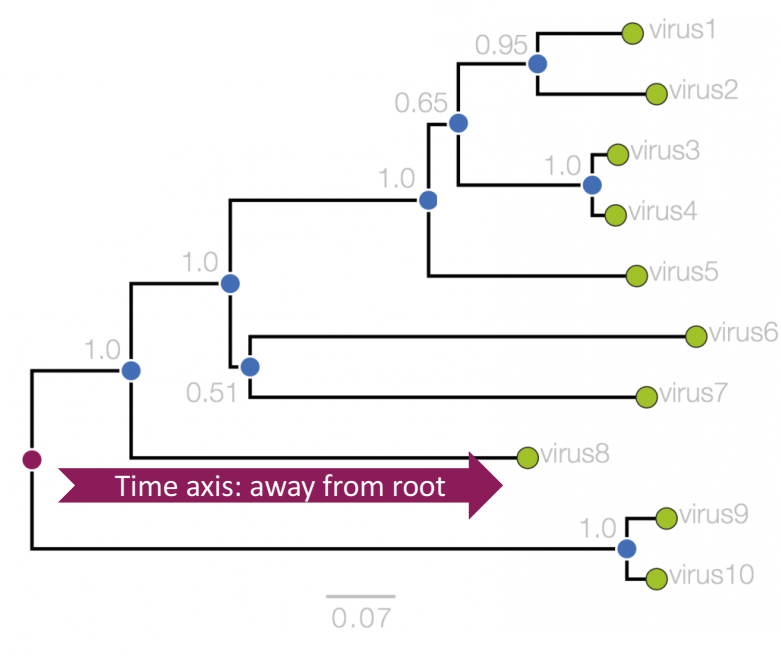 virus1
0.95
virus2
0.65
virus3
1.0
1.0
virus4
virus5
1.0
virus6
1.0
0.51
virus7
virus8
Time axis: away from root
virus9
1.0
virus10
0.07